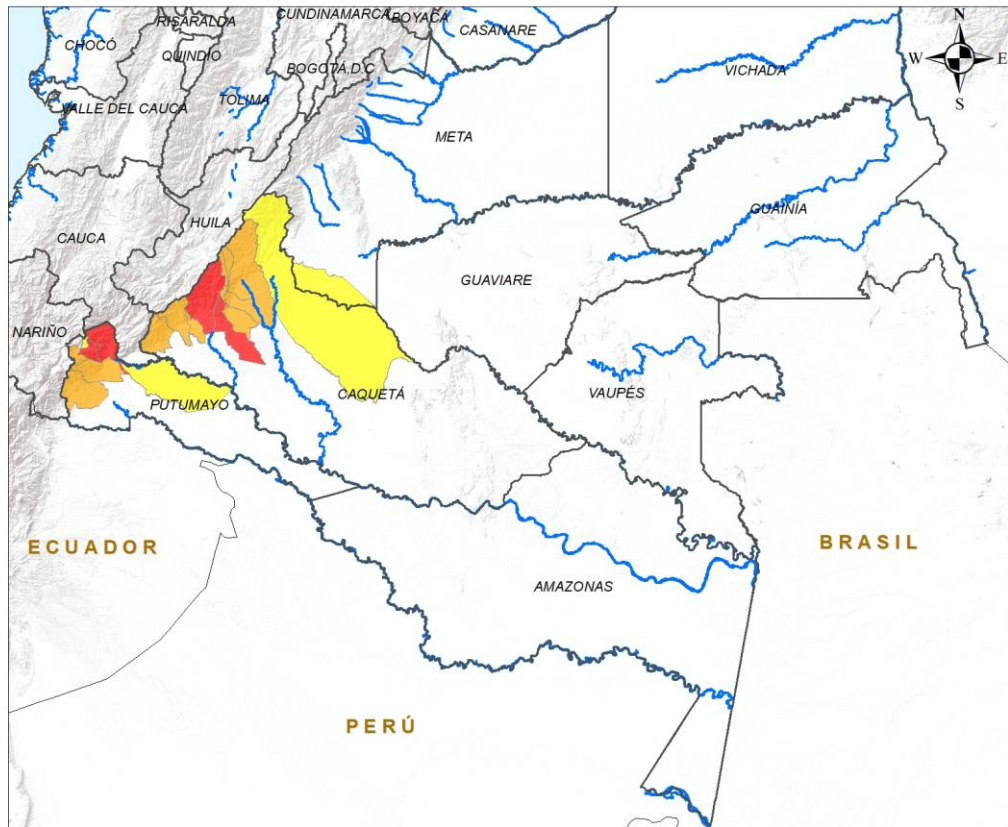 RISARALDA
CUNDINAMARCA
BOYACÁ
CASANARE
CHOCÓ
QUINDÍO
BOGOTÁ D.C
N
W
E
S
VICHADA
VALLE DEL CAUCA
TOLIMA
META
GUAINÍA
HUILA
CAUCA
GUAVIARE
NARIÑO
CAQUETÁ
VAUPÉS
PUTUMAYO
ECUADOR
BRASIL
AMAZONAS
PERÚ